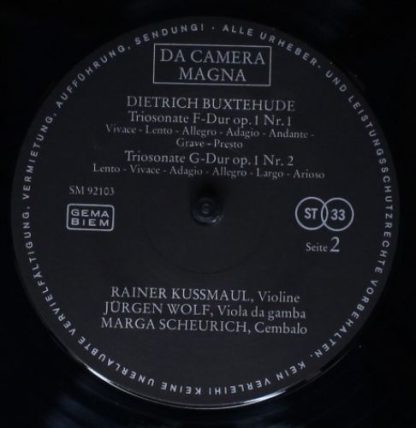 ALLE URHEBER- UND LEISTUNGSSCHUTZRECHTE VORBEHALTEN. KEIN VERLEIH! KEINE UNERLAUBTE VERVIELFÄLTIGUNG, VERMIETUNG, AUFFÜHRUNG, SENDUNG! -
DA CAMERA
MAGNA
DIETRICH BUXTEHUDE
Triosonate F-Dur op. 1 Nr. 1
Vivace - Lento - Allegro - Adagio - Andante -
Grave - Presto
Triosonate G-Dur op. 1 Nr. 2
Lento - Vivace - Adagio - Allegro - Largo - Arioso
SM 92103
GEMA
BIEM
ST 33
Seite 2
RAINER KUSSMAUL, Violine
JÜRGEN WOLF, Viola da gamba
MARGA SCHEURICH, Cembalo